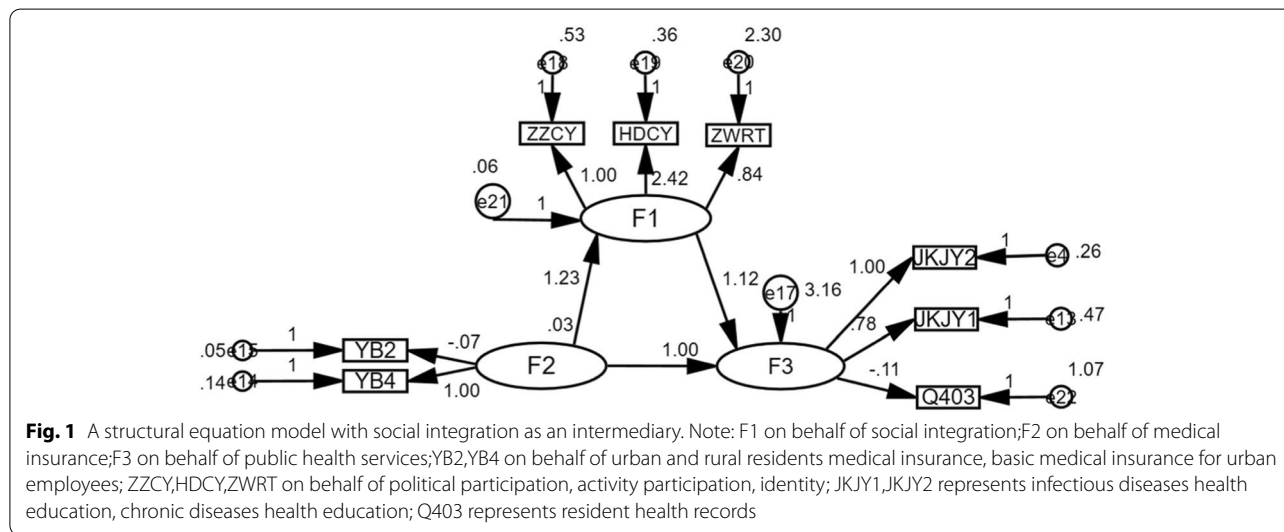 .53 .36 2.30
e18 e19 e20
1 1 1
ZZCY HDCY ZWRT
.06 1.00 2.42 .84
e21 1 F1
1.23 1.12 e17 3.16 1.00 JKJY2 1 e4 .26
1
.03 .78 JKJY1 1 e13 .47
.05 e15 1 YB2 -.07 F2 1.00 F3
.14 e14 1 YB4 1.00 -.11 Q403 1 e22 1.07
Fig. 1 A structural equation model with social integration as an intermediary. Note: F1 on behalf of social integration;F2 on behalf of medical
insurance;F3 on behalf of public health services;YB2,YB4 on behalf of urban and rural residents medical insurance, basic medical insurance for urban
employees; ZZCY,HDCY,ZWRT on behalf of political participation, activity participation, identity; JKJY1,JKJY2 represents infectious diseases health
education, chronic diseases health education; Q403 represents resident health records